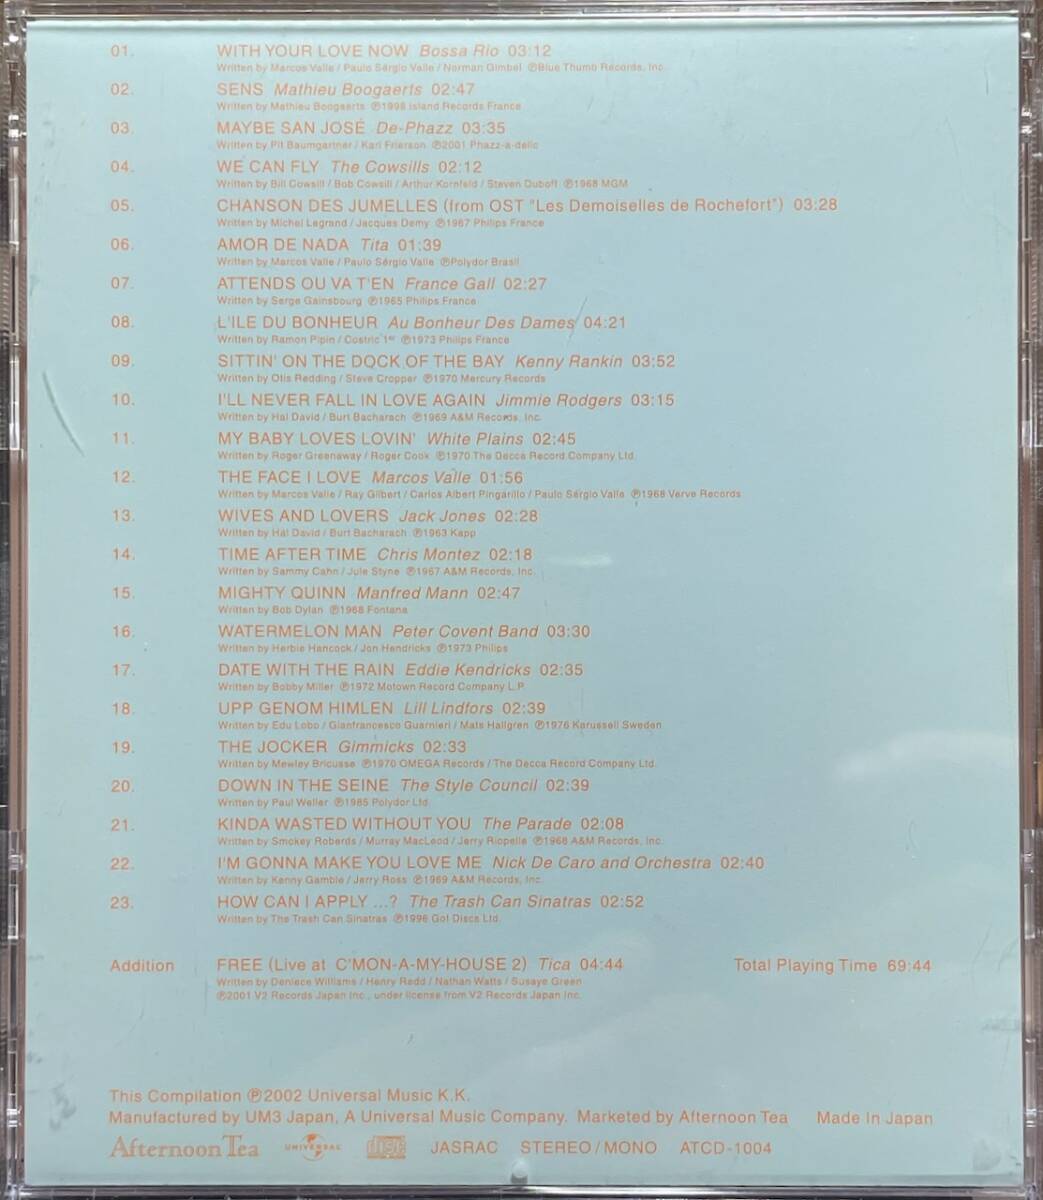 01. WITH YOUR LOVE NOW Bossa Rio 03:12
Written by Marcos Valle / Paulo Sérgio Valle / Norman Gimbel ℗Blue Thumb Records, Inc.
02. SENS Mathieu Boogaerts 02:47
Written by Mathieu Boogaerts ℗1998 Island Records France
03. MAYBE SAN JOSÉ De-Phazz 03:35
Written by Pit Baumgartner / Karl Frierson ℗2001 Phazz-a-delic
04. WE CAN FLY The Cowsills 02:12
Written by Bill Cowsill / Bob Cowsill / Arthur Kornfeld / Steven Duboff ℗1968 MGM
05. CHANSON DES JUMELLES (from OST "Les Demoiselles de Rochefort") 03:28
Written by Michel Legrand / Jacques Demy ℗1967 Philips France
06. AMOR DE NADA Tita 01:39
Written by Marcos Valle / Paulo Sérgio Valle ℗Polydor Brasil
07. ATTENDS OU VA T'EN France Gall 02:27
Written by Serge Gainsbourg ℗1965 Philips France
08. L'ILE DU BONHEUR Au Bonheur Des Dames 04:21
Written by Ramon Pipin / Costric 1er ℗1973 Philips France
09. SITTIN' ON THE DOCK OF THE BAY Kenny Rankin 03:52
Written by Otis Redding / Steve Cropper ℗1970 Mercury Records
10. I'LL NEVER FALL IN LOVE AGAIN Jimmie Rodgers 03:15
Written by Hal David / Burt Bacharach ℗1969 A&M Records, Inc.
11. MY BABY LOVES LOVIN' White Plains 02:45
Written by Roger Greenaway / Roger Cook ℗1970 The Decca Record Company Ltd.
12. THE FACE I LOVE Marcos Valle 01:56
Written by Marcos Valle / Ray Gilbert / Carlos Albert Pingarillo / Paulo Sérgio Valle ℗1968 Verve Records
13. WIVES AND LOVERS Jack Jones 02:28
Written by Hal David / Burt Bacharach ℗1963 Kapp
14. TIME AFTER TIME Chris Montez 02:18
Written by Sammy Cahn / Jule Styne ℗1967 A&M Records, Inc.
15. MIGHTY QUINN Manfred Mann 02:47
Written by Bob Dylan ℗1968 Fontana
16. WATERMELON MAN Peter Covent Band 03:30
Written by Herbie Hancock / Jon Hendricks ℗1973 Philips
17. DATE WITH THE RAIN Eddie Kendricks 02:35
Written by Bobby Miller ℗1972 Motown Record Company L.P.
18. UPP GENOM HIMLEN Lill Lindfors 02:39
Written by Edu Lobo / Gianfrancesco Guarnieri / Mats Hallgren ℗1976 Karussell Sweden
19. THE JOCKER Gimmicks 02:33
Written by Mewley Bricusse ℗1970 OMEGA Records / The Decca Record Company Ltd.
20. DOWN IN THE SEINE The Style Council 02:39
Written by Paul Weller ℗1985 Polydor Ltd.
21. KINDA WASTED WITHOUT YOU The Parade 02:08
Written by Smokey Roberds / Murray MacLeod / Jerry Riopelle ℗1968 A&M Records, Inc.
22. I'M GONNA MAKE YOU LOVE ME Nick De Caro and Orchestra 02:40
Written by Kenny Gamble / Jerry Ross ℗1969 A&M Records, Inc.
23. HOW CAN I APPLY ...? The Trash Can Sinatras 02:52
Written by The Trash Can Sinatras ℗1996 Go! Discs Ltd.
Addition FREE (Live at C'MON-A-MY-HOUSE 2) Tica 04:44 Total Playing Time 69:44
Written by Deniece Williams / Henry Redd / Nathan Watts / Susaye Green
℗2001 V2 Records Japan Inc., under license from V2 Records Japan Inc.
This Compilation ℗2002 Universal Music K.K.
Manufactured by UM3 Japan, A Universal Music Company. Marketed by Afternoon Tea Made In Japan
Afternoon Tea UNIVERSAL disc JASRAC STEREO/MONO ATCD-1004